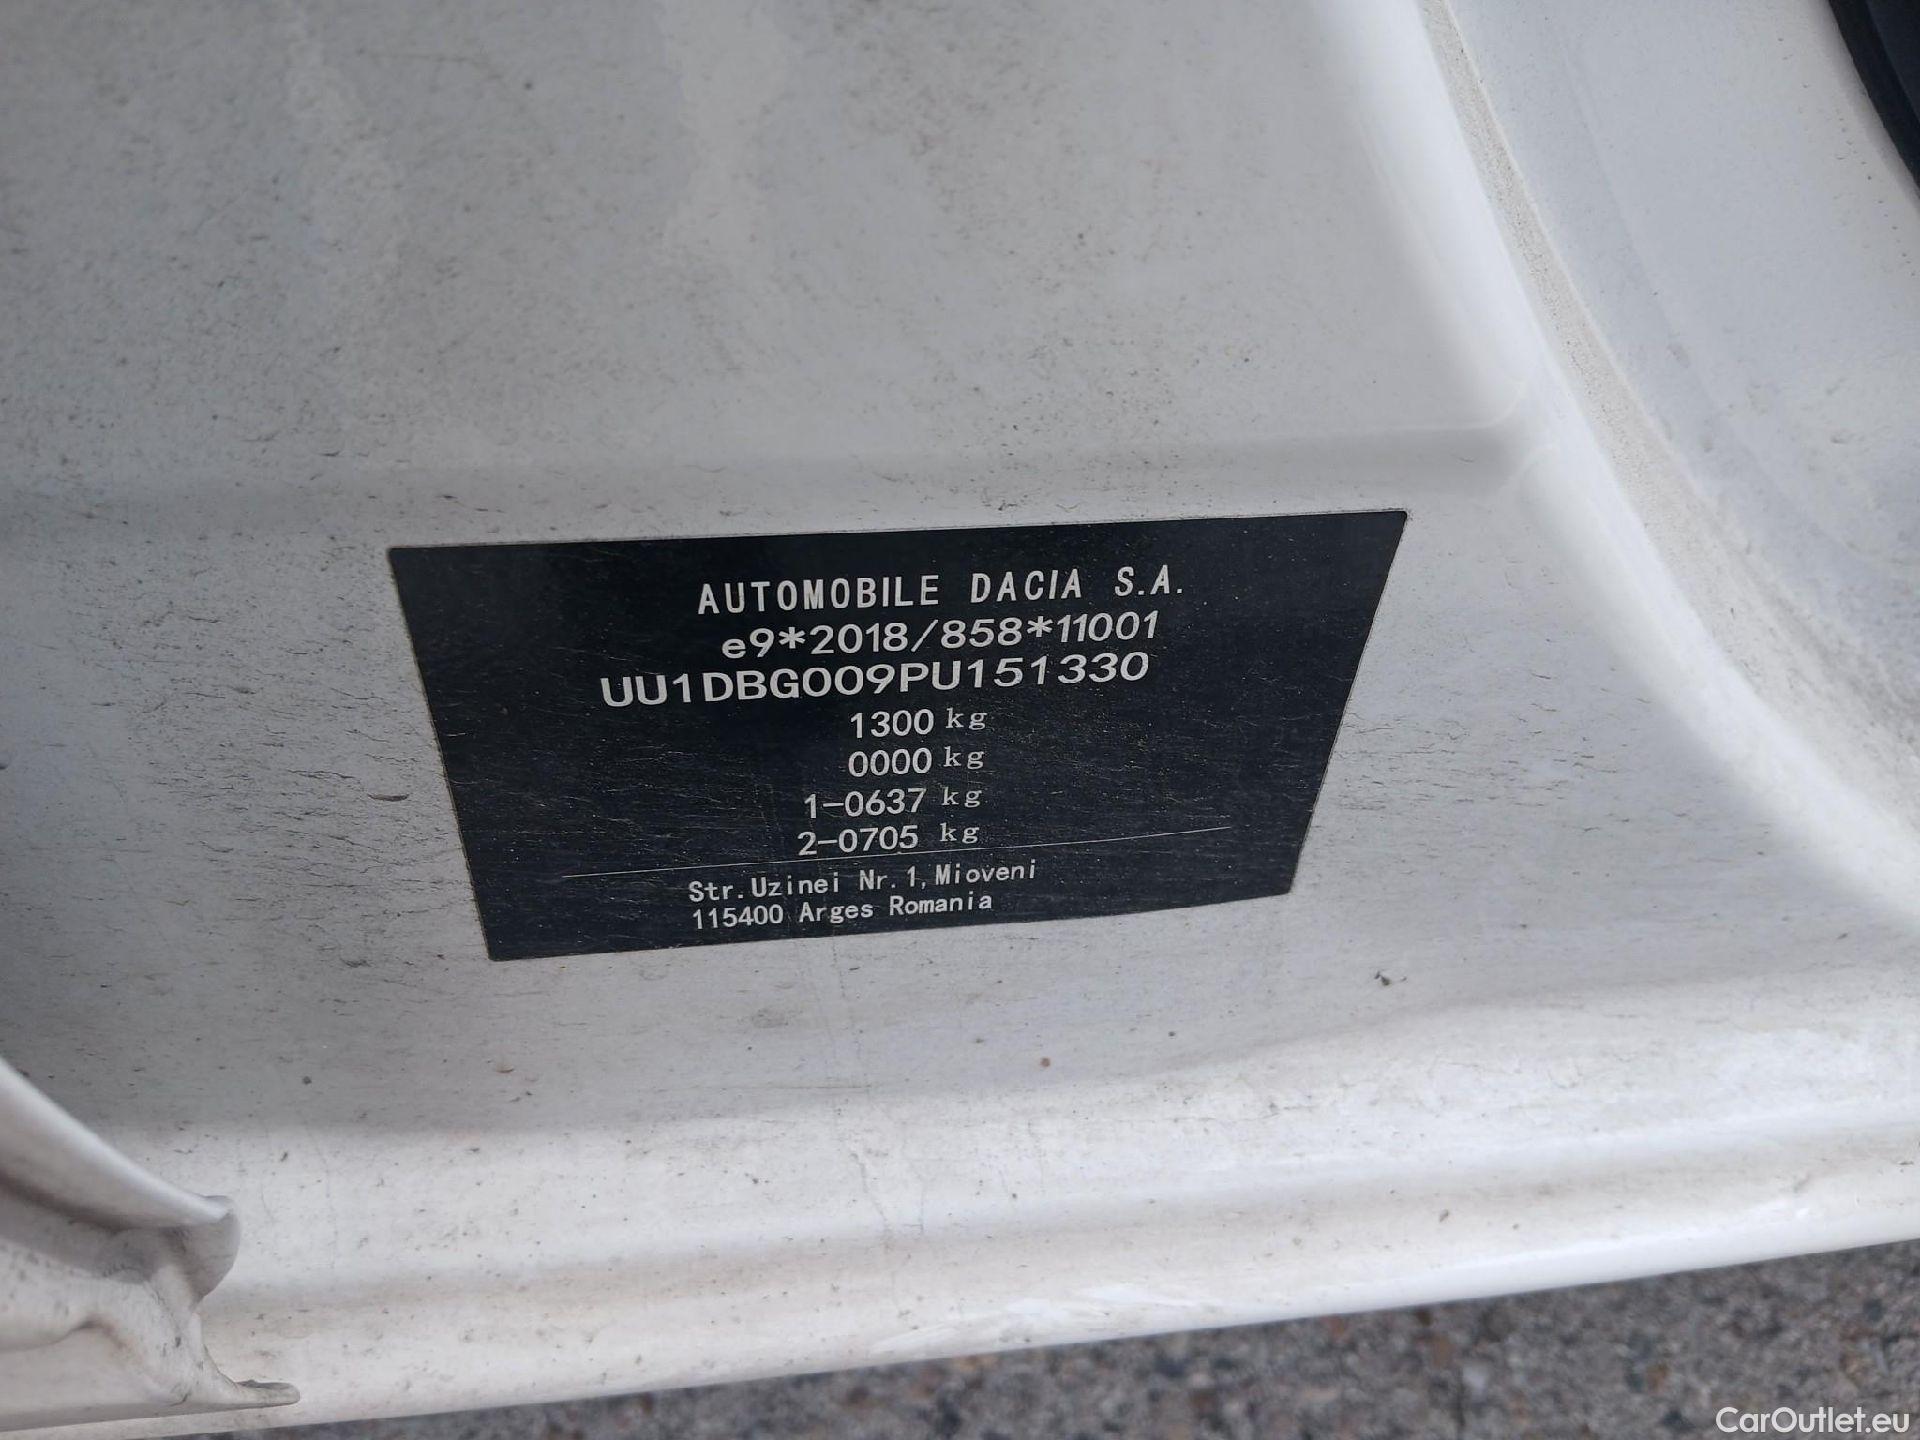 AUTOMOBILE DACIA S.A.
e9*2018/858*11001
UU1DBG009PU151330
1300 kg
0000 kg
1-0637 kg
2-0705 kg
Str.Uzinei Nr.1,Mioveni
115400 Arges Romania
CarOutlet.eu